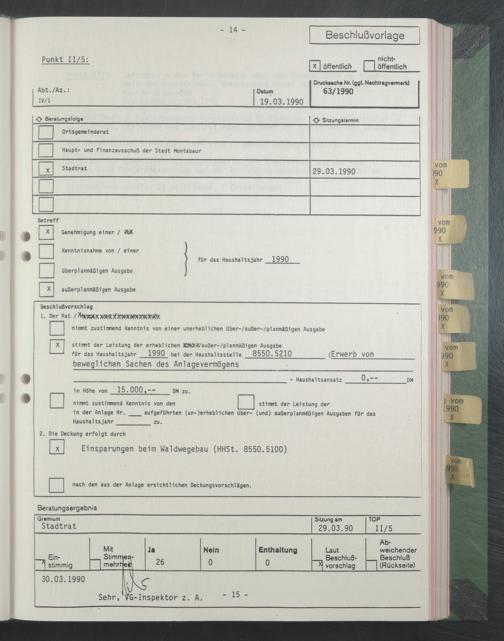 - 14 -
Beschlußvorlage
Punkt II/5:
X öffentlich
nicht-
öffentlich
Drucksache Nr. (ggf. Nachtragsvermerk)
63/1990
Abt./Az.:
IV/1
Datum
19.03.1990
Beratungsfolge
Sitzungstermin
Ortsgemeinderat
Haupt- und Finanzausschuß der Stadt Montabaur
X Stadtrat
29.03.1990
Betreff
X Genehmigung einer /
Kenntnisnahme von / einer
für das Haushaltsjahr 1990
überplanmäßigen Ausgabe
X außerplanmäßigen Ausgabe
Beschlußvorschlag
1. Der Rat /
nimmt zustimmend Kenntnis von einer unerheblichen über-/außer-/planmäßigen Ausgabe
X stimmt der Leistung der erheblichen /außer-/planmäßigen Ausgabe
für das Haushaltsjahr 1990 bei der Haushaltsstelle 8550.5210 :Erwerb von
beweglichen Sachen des Anlagevermögens
- Haushaltsansatz 0,-- DM
in Höhe von 15.000,-- DM zu.
nimmt zustimmend Kenntnis von den
stimmt der Leistung der
in der Anlage Nr. aufgeführten (un-)erheblichen über- (und) außerplanmäßigen Ausgaben für das
Haushaltsjahr zu.
2. Die Deckung erfolgt durch
X Einsparungen beim Waldwegebau (HHSt. 8550.5100)
nach den aus der Anlage ersichtlichen Deckungsvorschlägen.
Beratungsergebnis
Gremium
Stadtrat
Sitzung am
29.03.90
TOP
II/5
X Ein-
stimmig
Mit
Stimmen-
mehrheit
Ja
26
Nein
0
Enthaltung
0
X Laut
Beschluß-
vorschlag
Ab-
weichender
Beschluß
(Rückseite)
30.03.1990
Sehr, VG-Inspektor z. A.
- 15 -
vom
990
X
vom
990
X
vom
990
X
vom
990
X
vom
990
X
vom
1990
X
vom
990
X